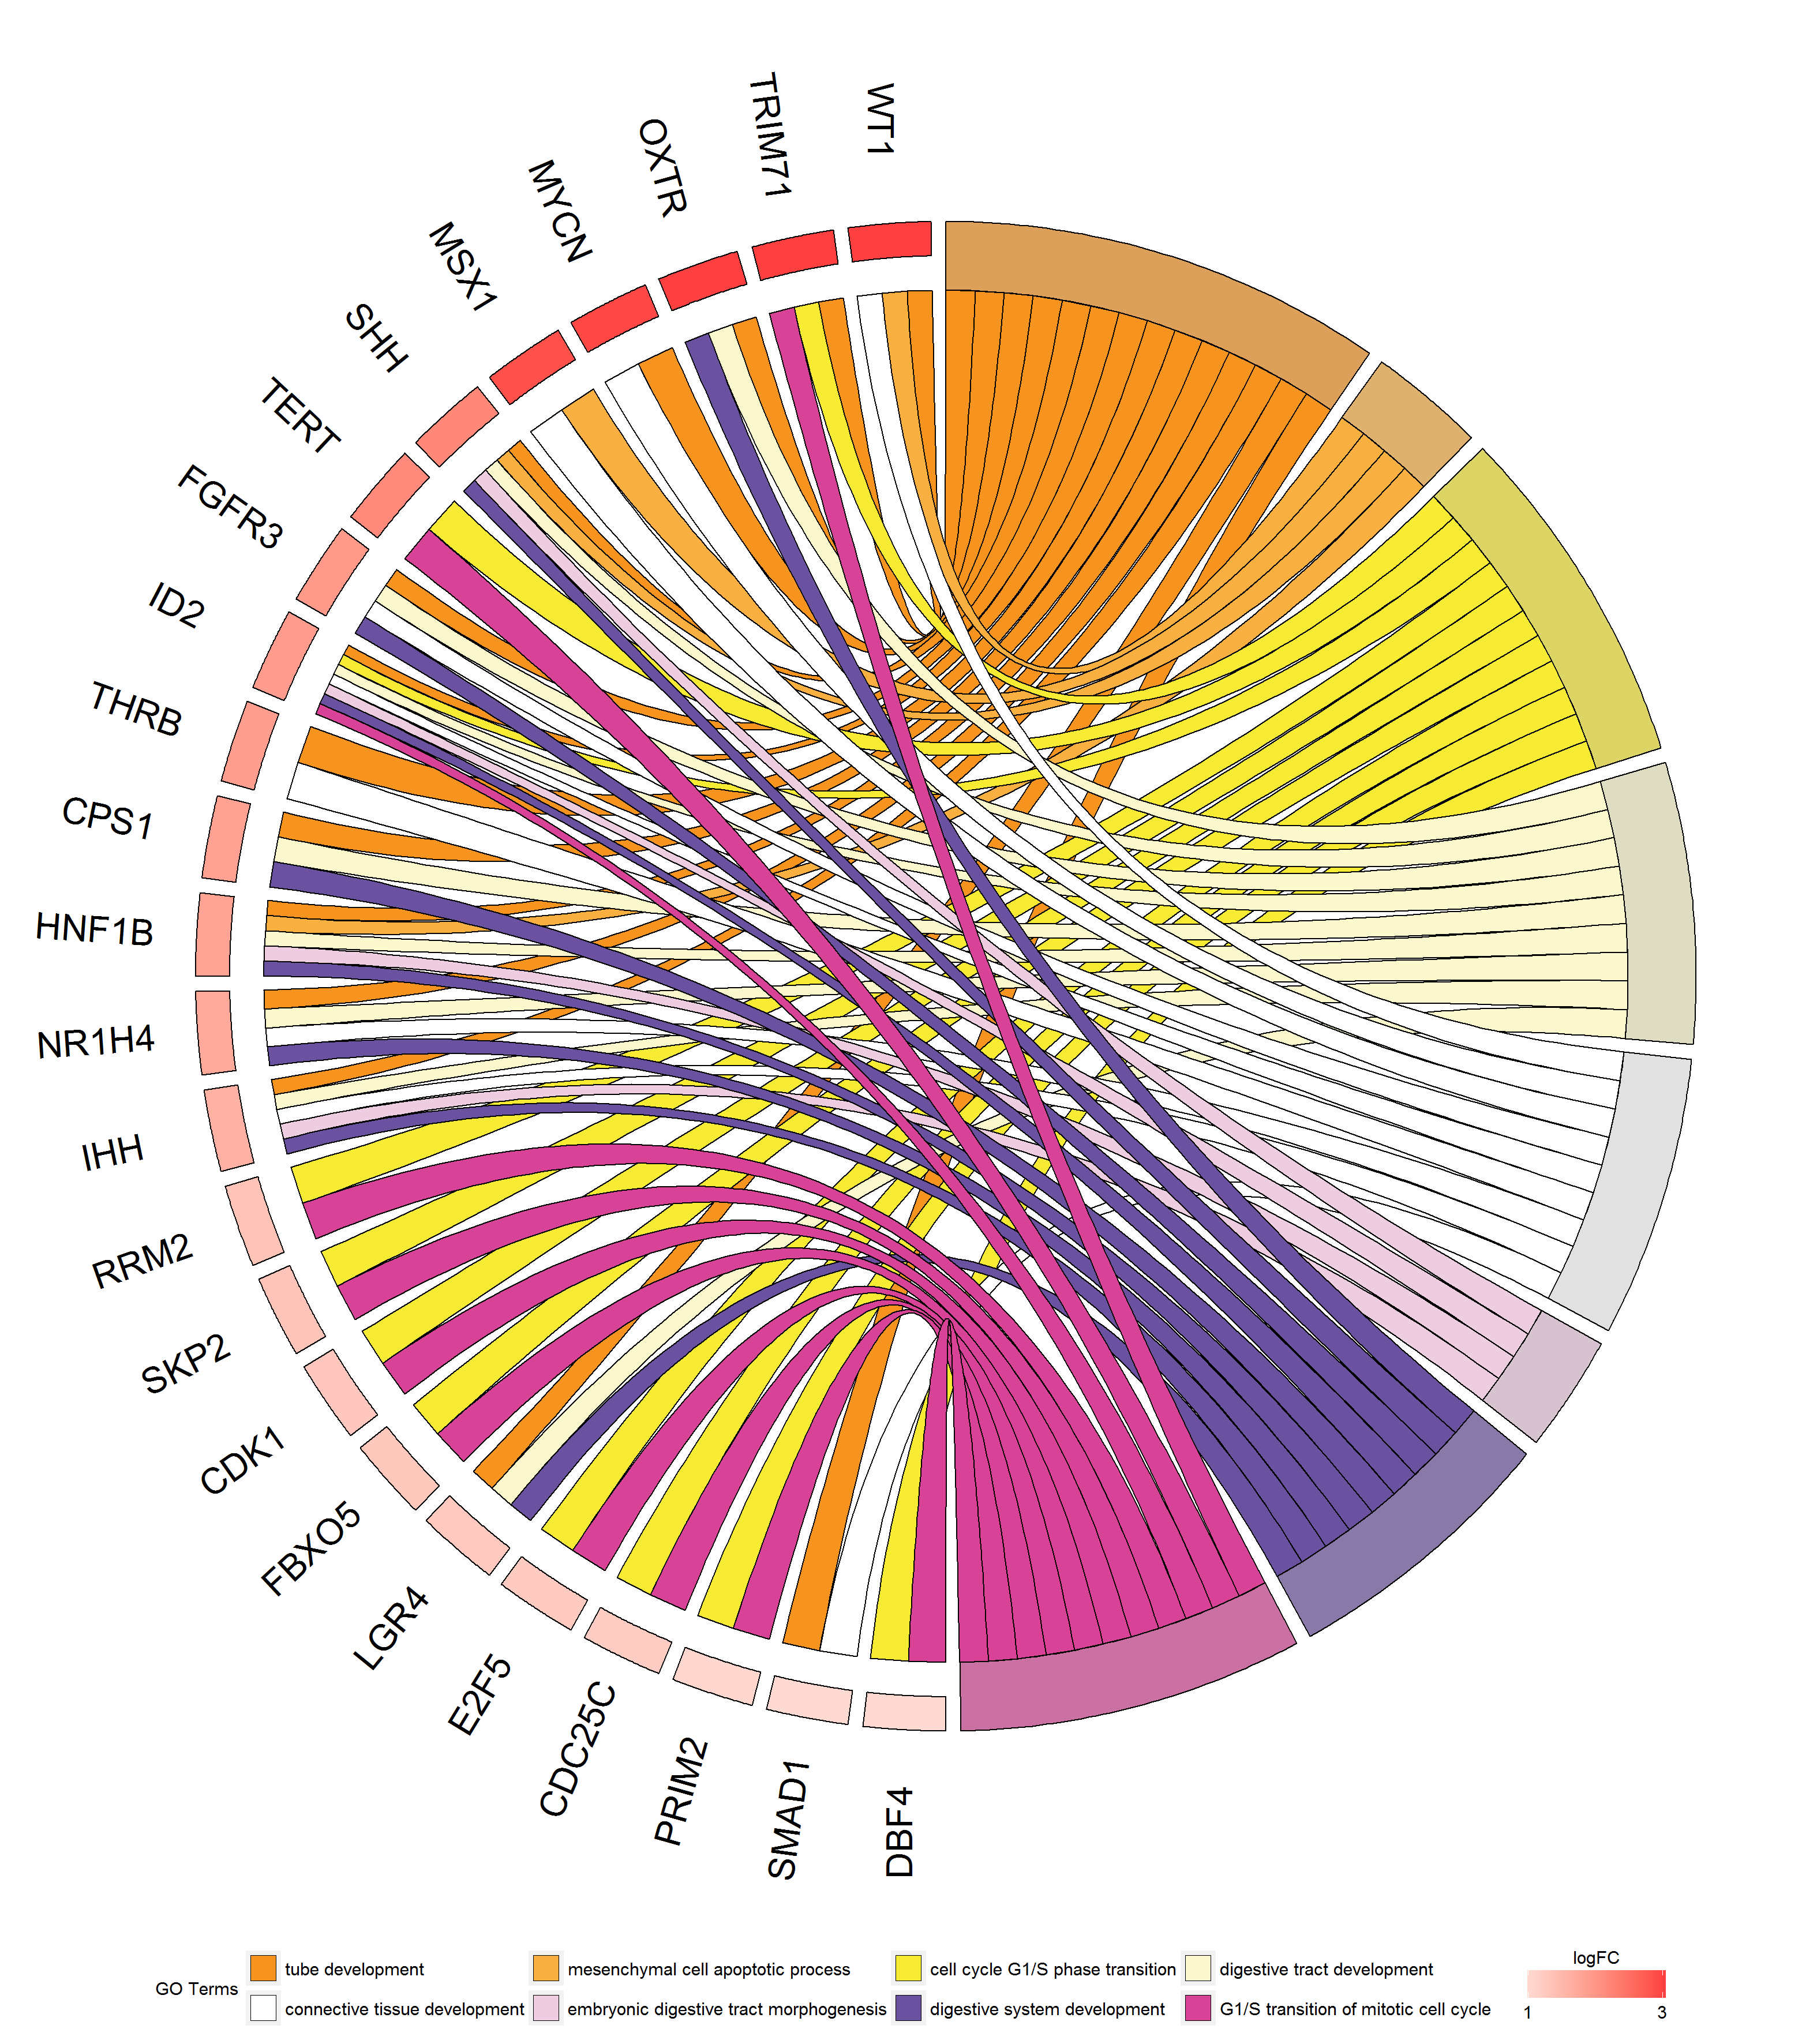 WT1
TRIM71
OXTR
MYCN
MSX1
SHH
TERT
FGFR3
ID2
THRB
CPS1
HNF1B
NR1H4
IHH
RRM2
SKP2
CDK1
FBXO5
LGR4
E2F5
CDC25C
PRIM2
SMAD1
DBF4
GO Terms
tube development
mesenchymal cell apoptotic process
cell cycle G1/S phase transition
digestive tract development
connective tissue development
embryonic digestive tract morphogenesis
digestive system development
G1/S transition of mitotic cell cycle
logFC
1 3